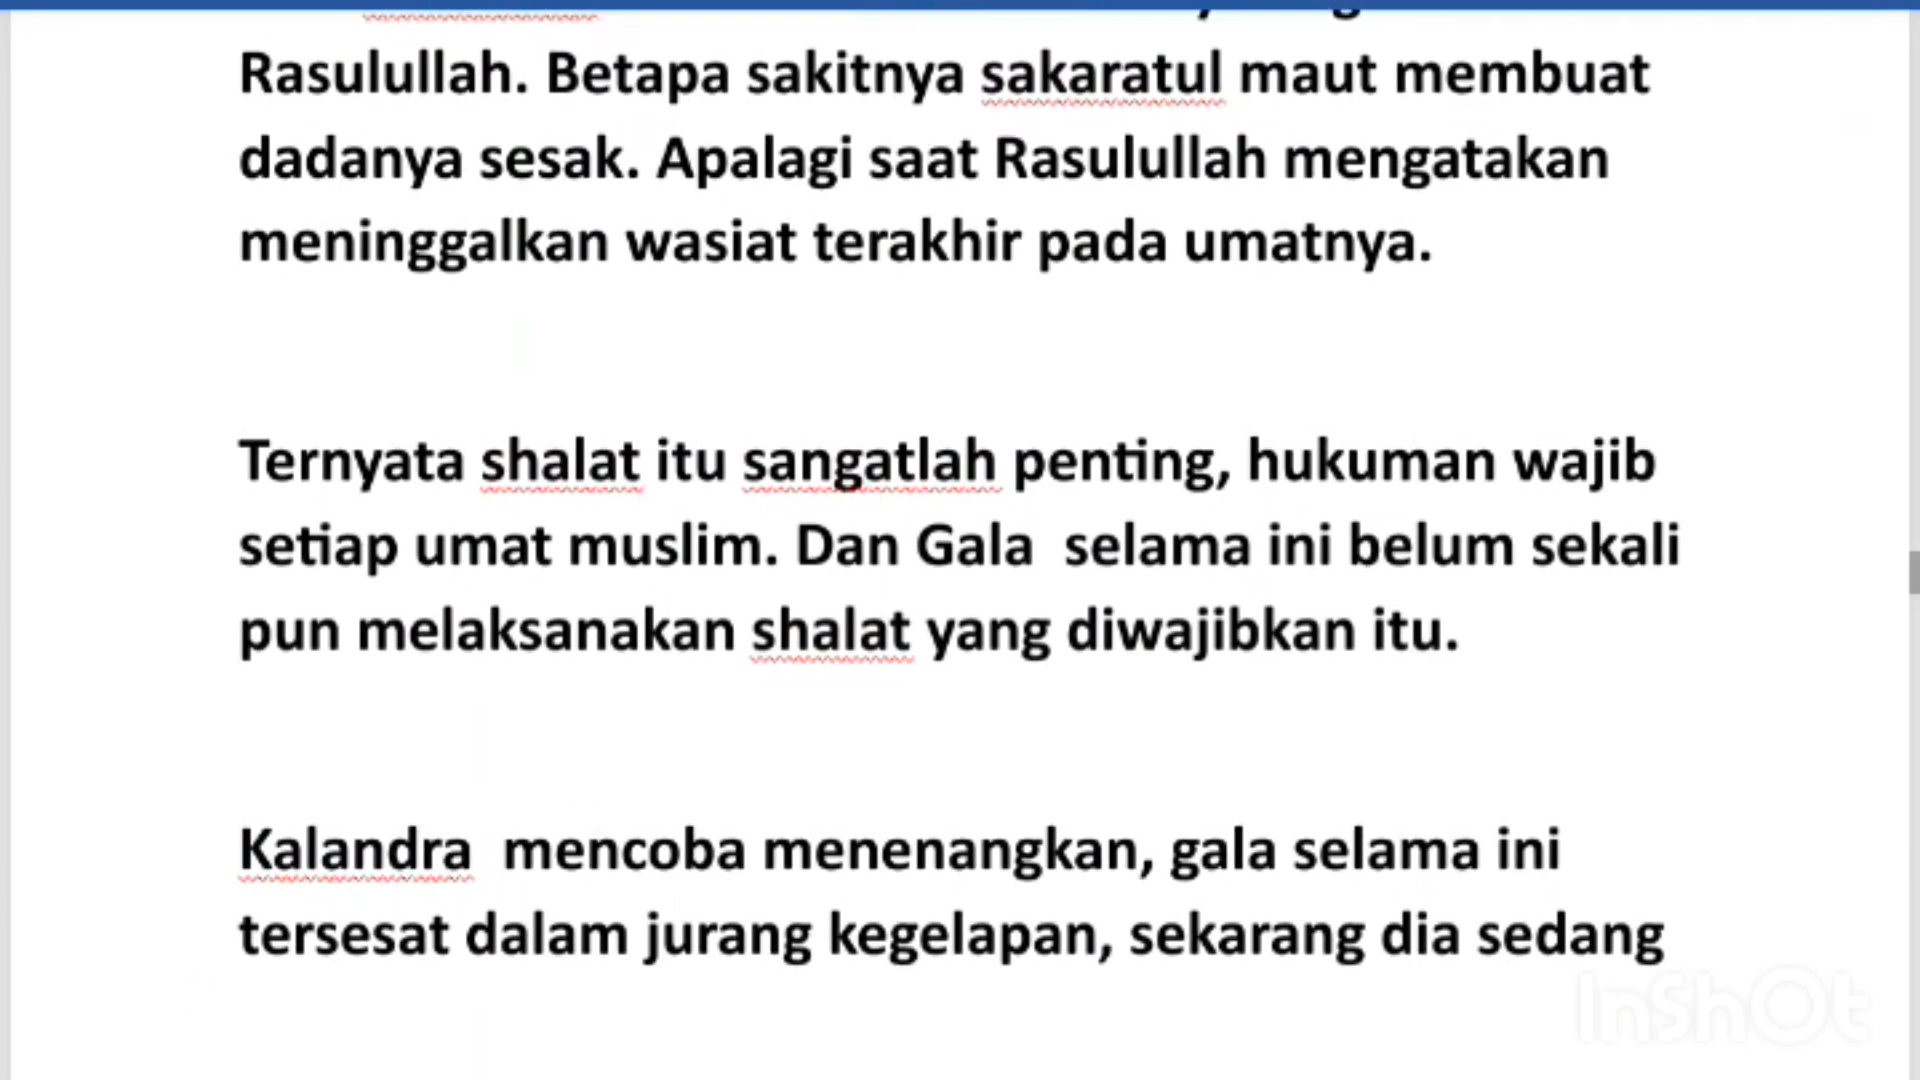 Rasulullah. Betapa sakitnya sakaratul maut membuat
dadanya sesak. Apalagi saat Rasulullah mengatakan
meninggalkan wasiat terakhir pada umatnya.
Ternyata shalat itu sangatlah penting, hukuman wajib
setiap umat muslim. Dan Gala  selama ini belum sekali
pun melaksanakan shalat yang diwajibkan itu.
Kalandra  mencoba menenangkan, gala selama ini
tersesat dalam jurang kegelapan, sekarang dia sedang
InShOt